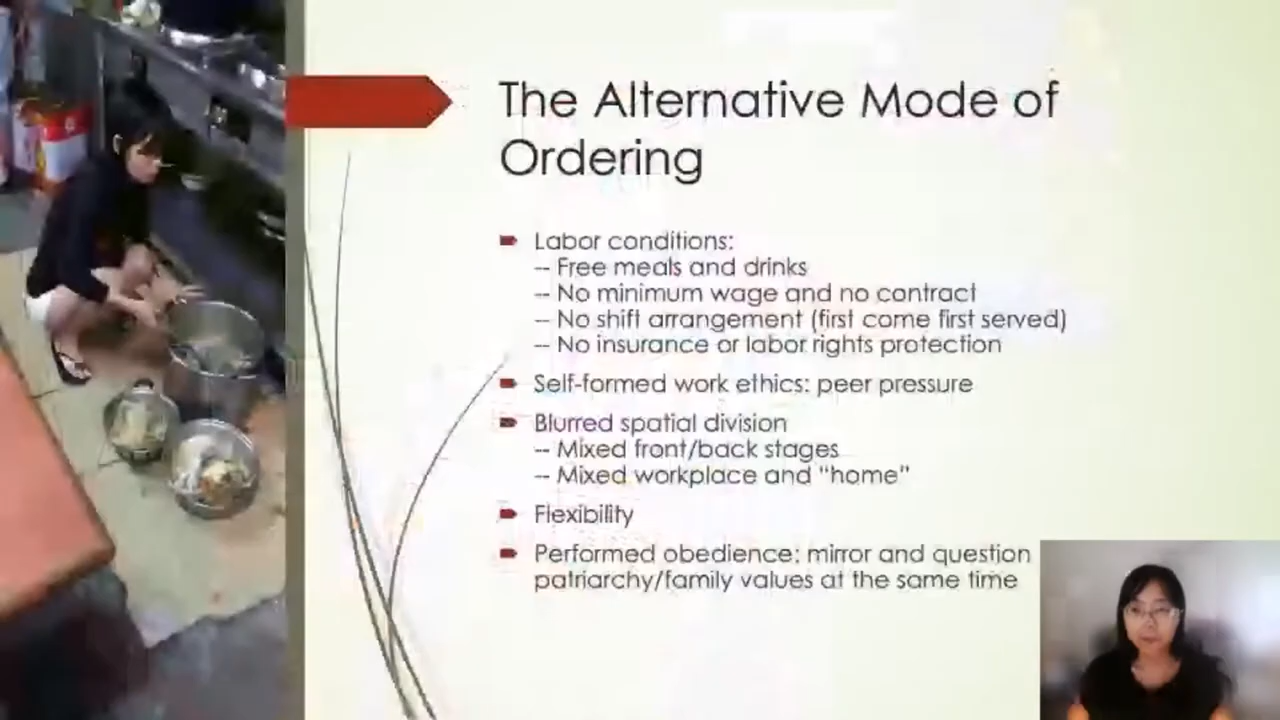 The Alternative Mode of
Ordering
Labor conditions:
-- Free meals and drinks
-- No minimum wage and no contract
-- No shift arrangement (first come first served)
-- No insurance or labor rights protection
Self-formed work ethics: peer pressure
Blurred spatial division
-- Mixed front/back stages
-- Mixed workplace and “home”
Flexibility
Performed obedience: mirror and question
patriarchy/family values at the same time